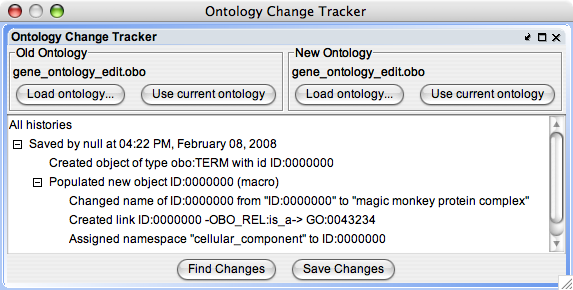 Ontology Change Tracker
Ontology Change Tracker
Old Ontology
gene_ontology_edit.obo
Load ontology... Use current ontology
New Ontology
gene_ontology_edit.obo
Load ontology... Use current ontology
All histories
Saved by null at 04:22 PM, February 08, 2008
Created object of type obo:TERM with id ID:0000000
Populated new object ID:0000000 (macro)
Changed name of ID:0000000 from "ID:0000000" to "magic monkey protein complex"
Created link ID:0000000 -OBO_REL:is_a-> GO:0043234
Assigned namespace "cellular_component" to ID:0000000
Find Changes Save Changes